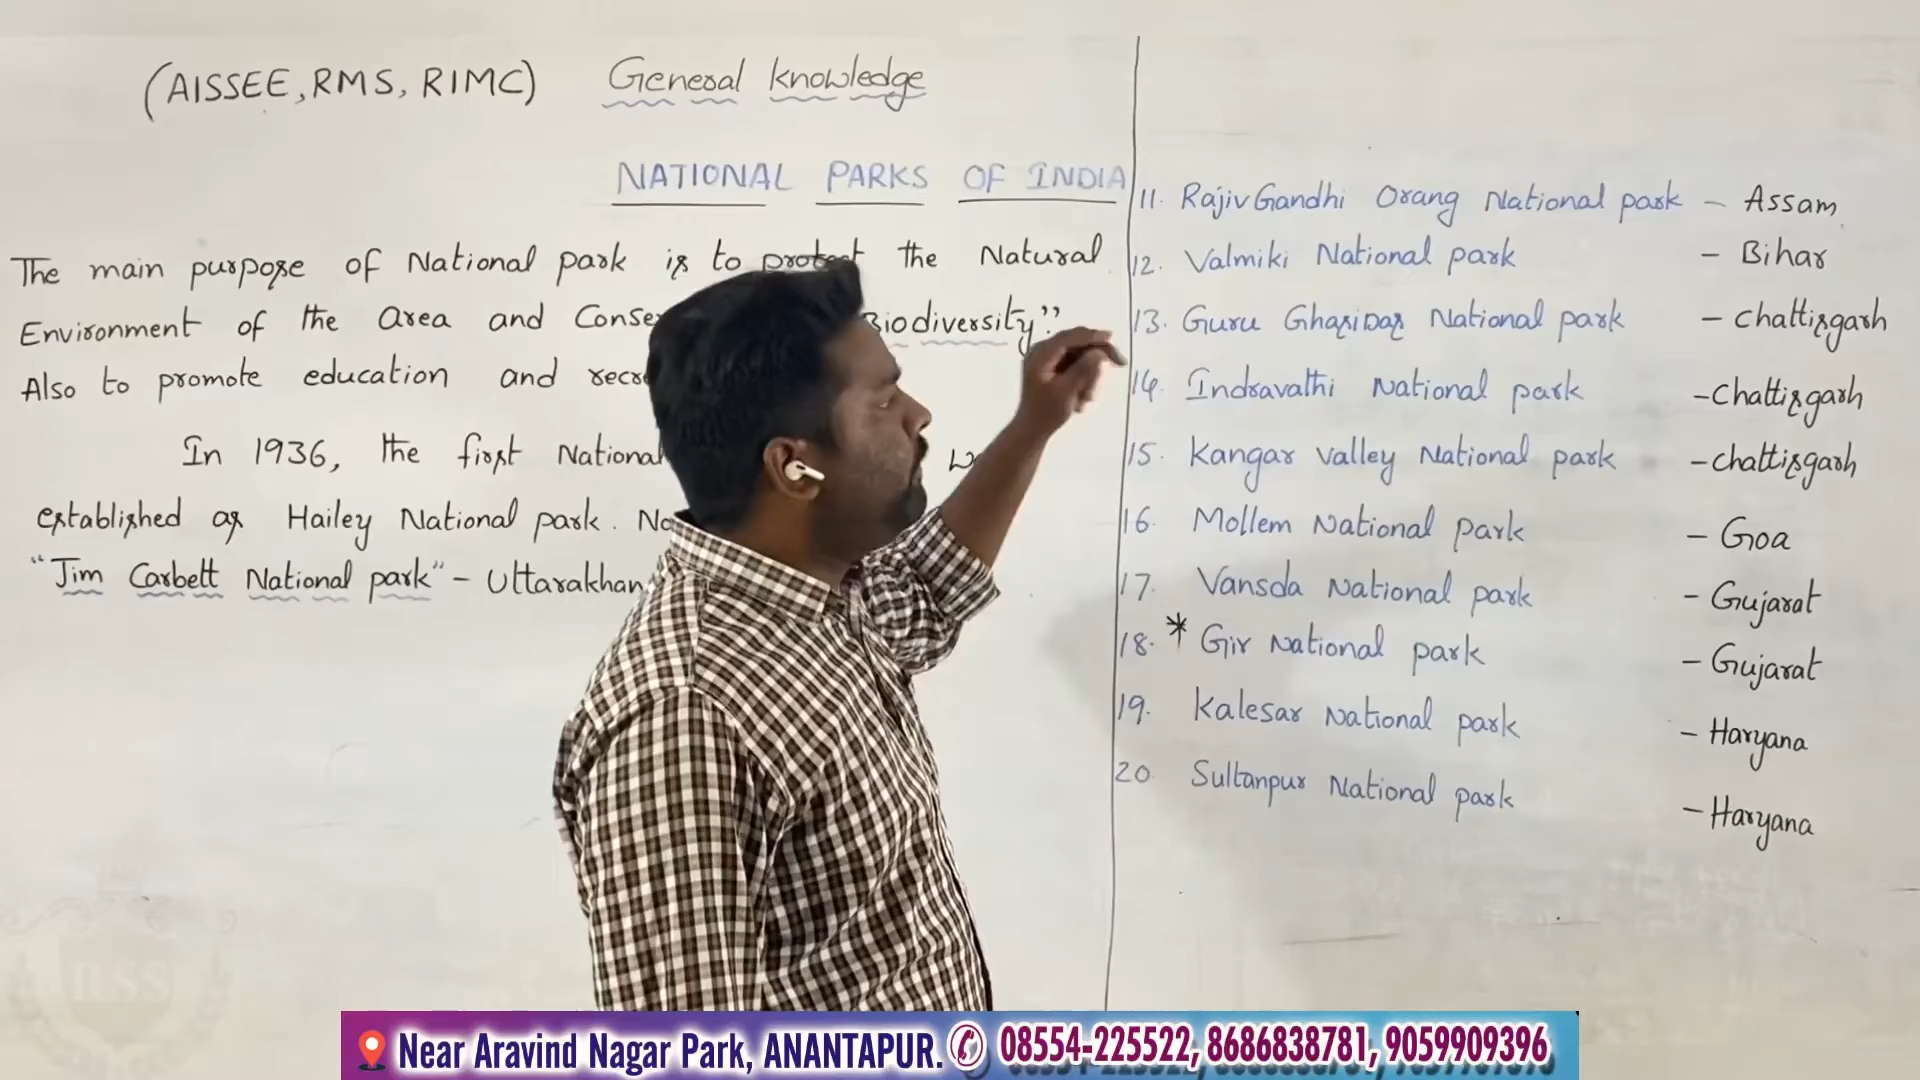 (AISSEE, RMS, RIMC) General Knowledge
NATIONAL PARKS OF INDIA
The main purpose of National park is to protect the Natural
Environment of the area and Biodiversity".
Also to promote education and
In 1936, the first National
established as Hailey National park.
"Jim Carbett National park" - Uttarakhan
11. Rajiv Gandhi Orang National park - Assam
12. Valmiki National park - Bihar
13. Guru Ghasidas National park - Chattisgarh
14. Indravathi National park - Chattisgarh
15. Kangar Valley National park - Chattisgarh
16. Mollem National park - Goa
17. Vansda National park - Gujarat
18. * Gir National park - Gujarat
19. Kalesar National park - Haryana
20. Sultanpur National park - Haryana
DSS
Near Aravind Nagar Park, ANANTAPUR. 08554-225522, 8686838781, 9059909396